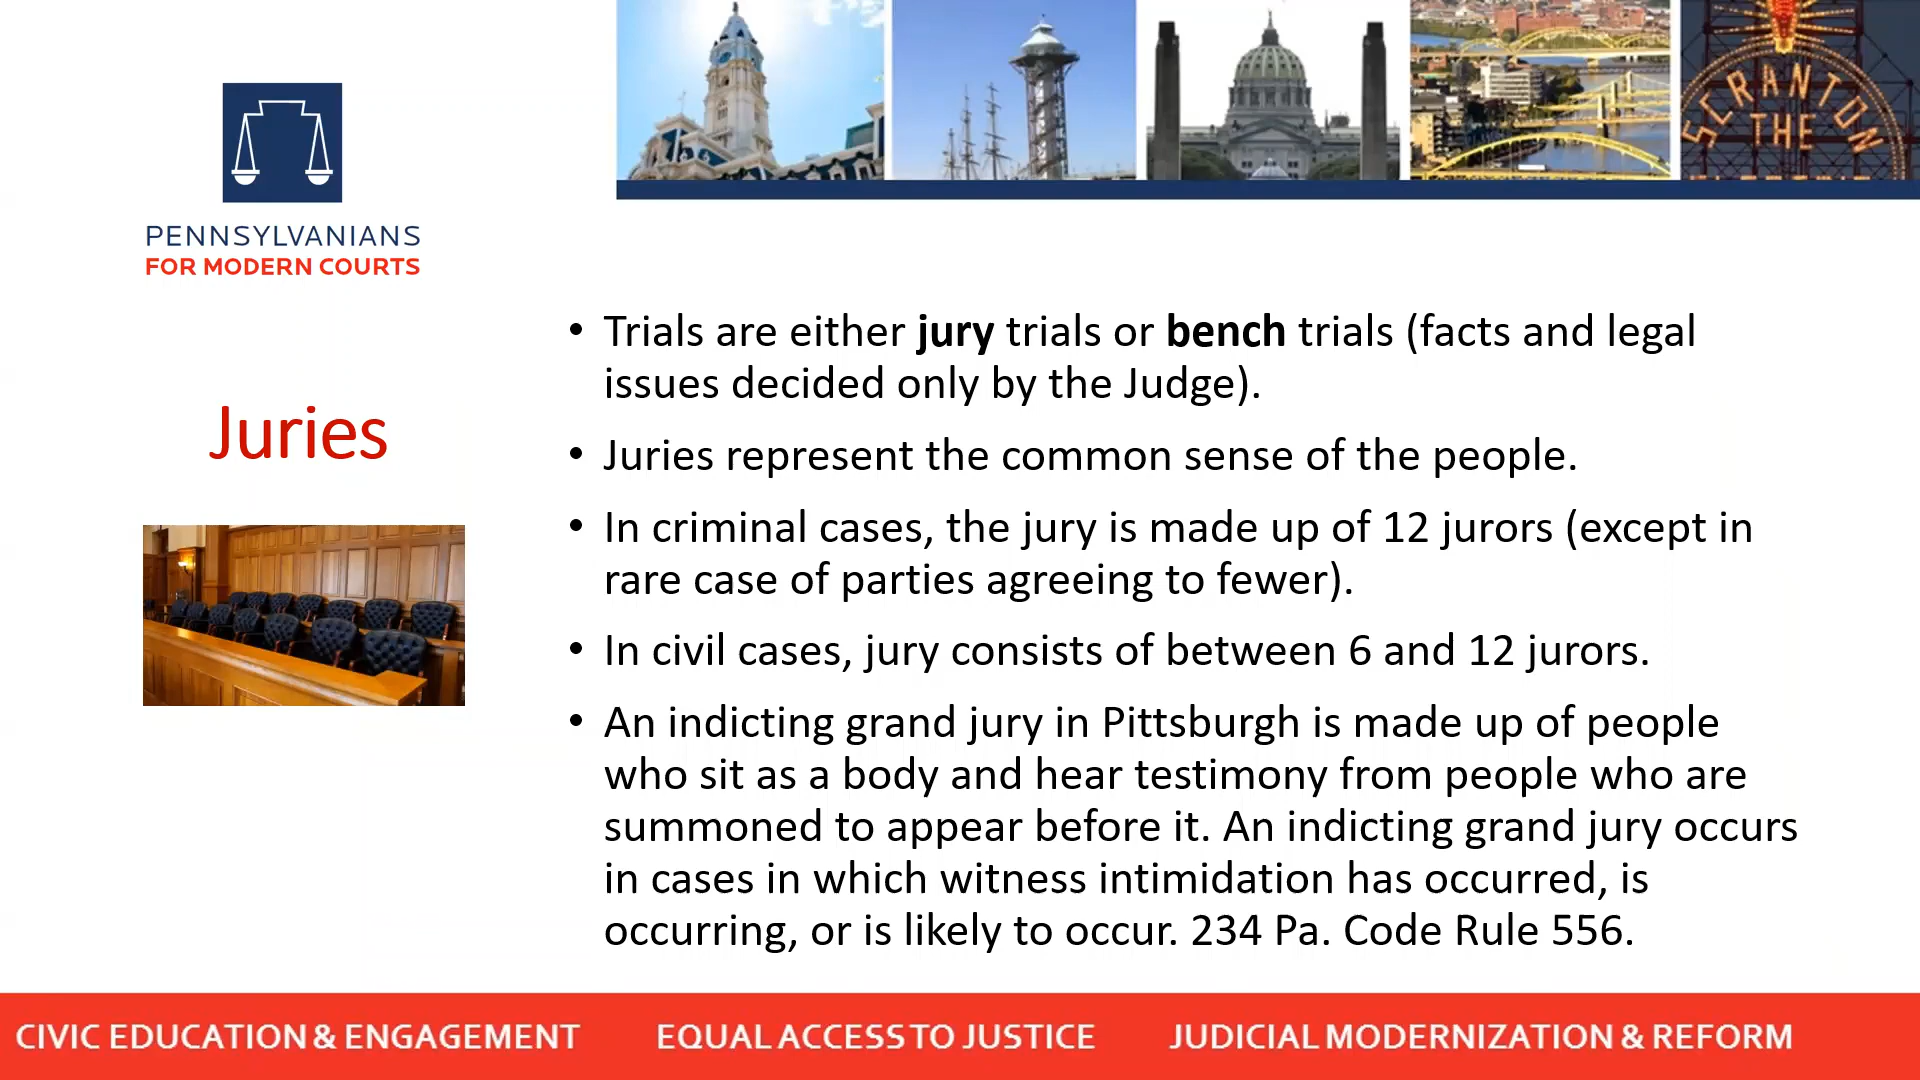 SCRANTON
THE
PENNSYLVANIANS
FOR MODERN COURTS
Juries
• Trials are either jury trials or bench trials (facts and legal
issues decided only by the Judge).
• Juries represent the common sense of the people.
• In criminal cases, the jury is made up of 12 jurors (except in
rare case of parties agreeing to fewer).
• In civil cases, jury consists of between 6 and 12 jurors.
• An indicting grand jury in Pittsburgh is made up of people
who sit as a body and hear testimony from people who are
summoned to appear before it. An indicting grand jury occurs
in cases in which witness intimidation has occurred, is
occurring, or is likely to occur. 234 Pa. Code Rule 556.
CIVIC EDUCATION & ENGAGEMENT EQUAL ACCESS TO JUSTICE JUDICIAL MODERNIZATION & REFORM